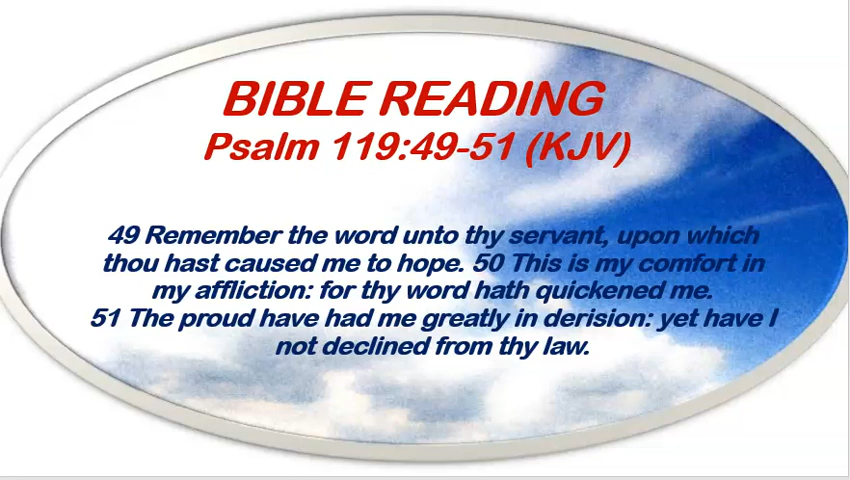 BIBLE READING
Psalm 119:49-51 (KJV)
49 Remember the word unto thy servant, upon which
thou hast caused me to hope. 50 This is my comfort in
my affliction: for thy word hath quickened me.
51 The proud have had me greatly in derision: yet have I
not declined from thy law.